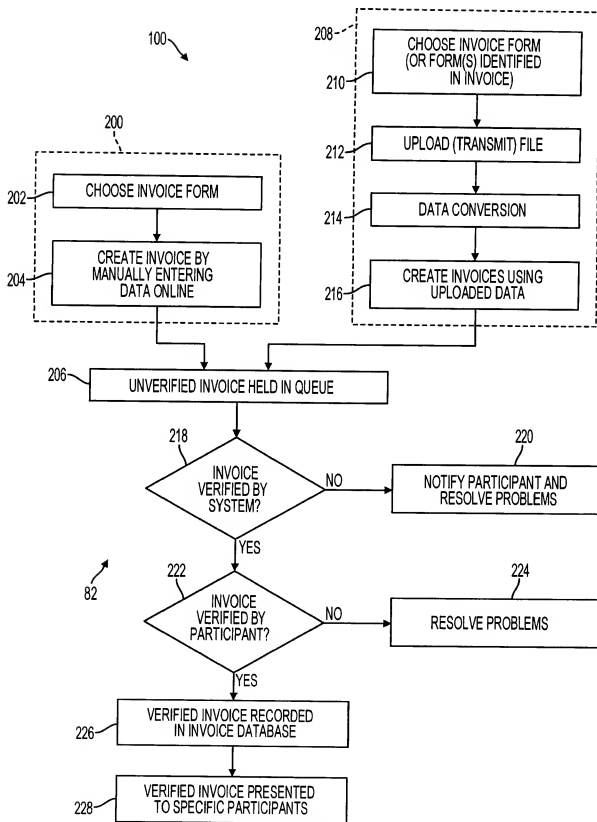 100
208
CHOOSE INVOICE FORM
(OR FORM(S) IDENTIFIED
IN INVOICE)
210
200
212
UPLOAD (TRANSMIT) FILE
202
CHOOSE INVOICE FORM
214
DATA CONVERSION
204
CREATE INVOICE BY
MANUALLY ENTERING
DATA ONLINE
216
CREATE INVOICES USING
UPLOADED DATA
206
UNVERIFIED INVOICE HELD IN QUEUE
218
INVOICE
VERIFIED BY
SYSTEM?
NO
220
NOTIFY PARTICIPANT AND
RESOLVE PROBLEMS
YES
82
222
INVOICE
VERIFIED BY
PARTICIPANT?
NO
224
RESOLVE PROBLEMS
YES
226
VERIFIED INVOICE RECORDED
IN INVOICE DATABASE
228
VERIFIED INVOICE PRESENTED
TO SPECIFIC PARTICIPANTS